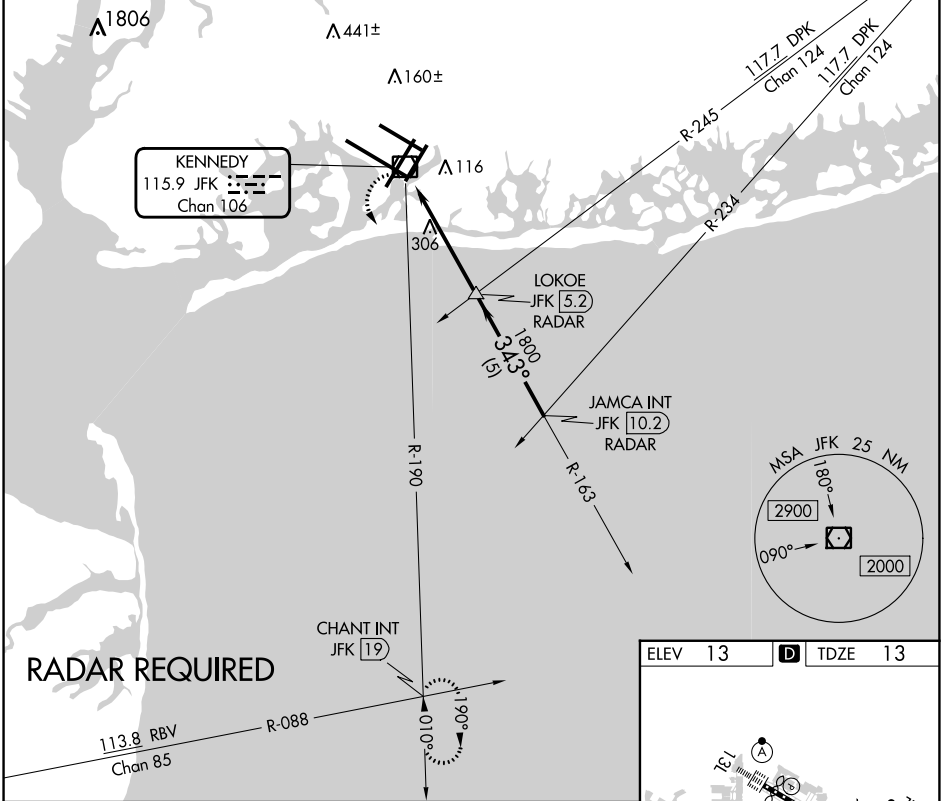 1806
441±
160±
116
306
KENNEDY
115.9 JFK
Chan 106
117.7 DPK
Chan 124
117.7 DPK
Chan 124
R-245
R-234
LOKOE
JFK 5.2
RADAR
1800
343°
(5)
JAMCA INT
JFK 10.2
RADAR
R-163
R-190
MSA JFK 25 NM
180°
2900
090°
2000
CHANT INT
JFK 19
RADAR REQUIRED
R-088
113.8 RBV
Chan 85
010°
190°
ELEV 13 D TDZE 13
A
13L